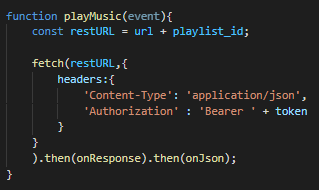 function playMusic(event){
const restURL = url + playlist_id;
fetch(restURL,{
headers:{
'Content-Type': 'application/json',
'Authorization' : 'Bearer ' + token
}
}
).then(onResponse).then(onJson);
}